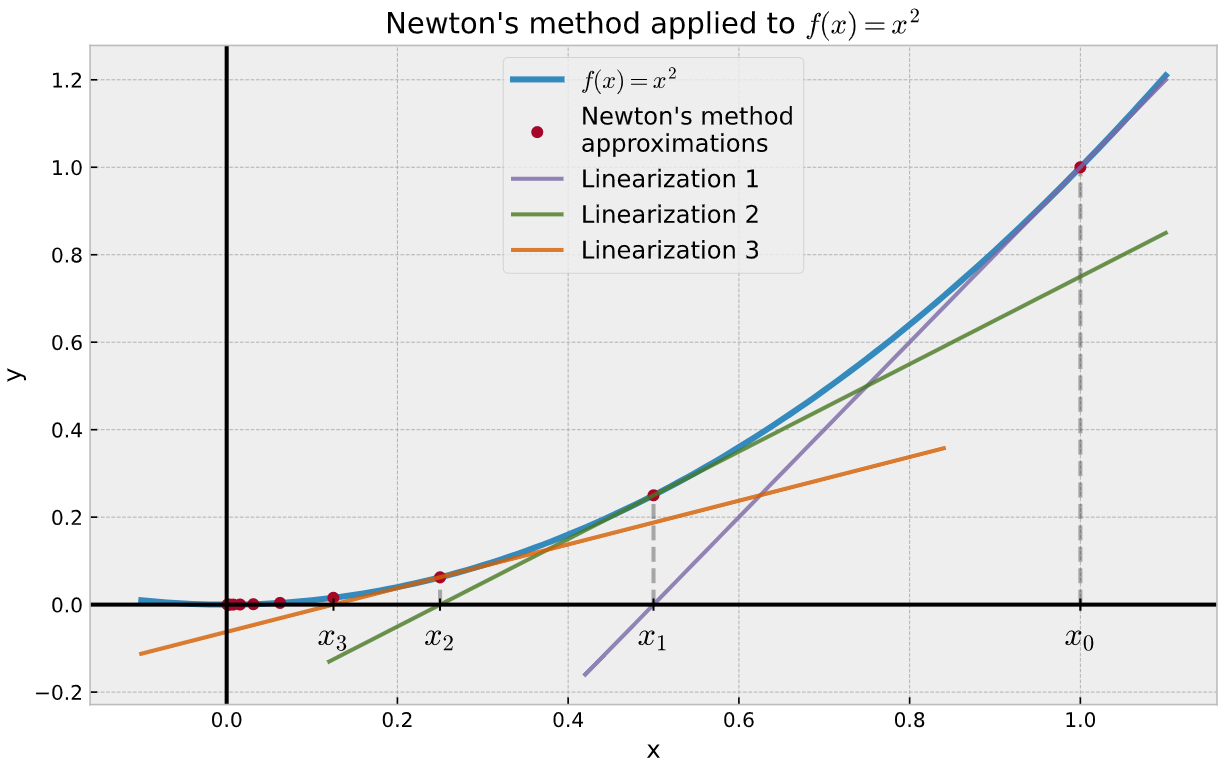 Newton's method applied to f(x) = x²
f(x) = x²
Newton's method
approximations
Linearization 1
Linearization 2
Linearization 3
1.2
1.0
0.8
0.6
0.4
0.2
0.0
−0.2
y
x₃ x₂ x₁ x₀
0.0 0.2 0.4 0.6 0.8 1.0
x